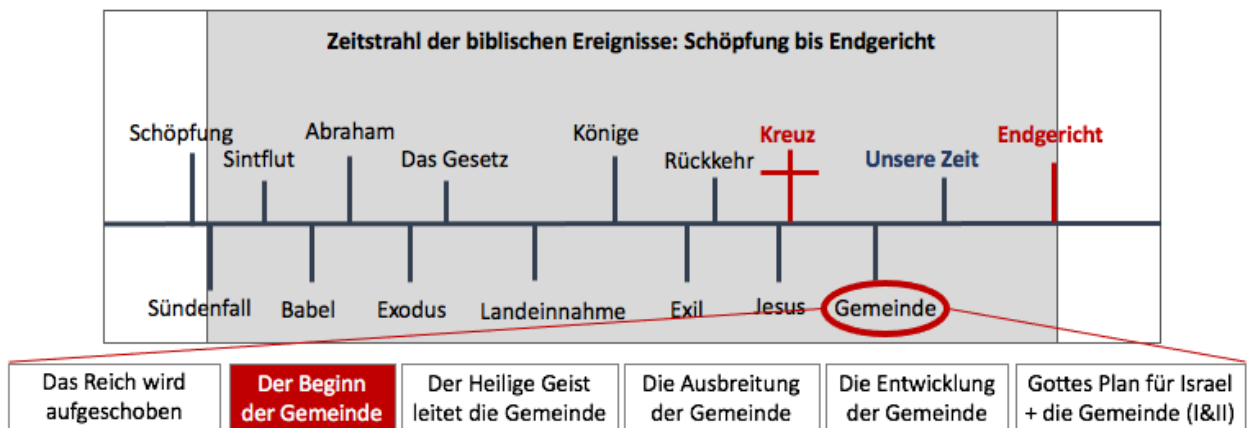 Zeitstrahl der biblischen Ereignisse: Schöpfung bis Endgericht
Schöpfung
Sintflut
Abraham
Das Gesetz
Könige
Rückkehr
Kreuz
Unsere Zeit
Endgericht
Sündenfall
Babel
Exodus
Landeinnahme
Exil
Jesus
Gemeinde
Das Reich wird
aufgeschoben
Der Beginn
der Gemeinde
Der Heilige Geist
leitet die Gemeinde
Die Ausbreitung
der Gemeinde
Die Entwicklung
der Gemeinde
Gottes Plan für Israel
+ die Gemeinde (I&II)